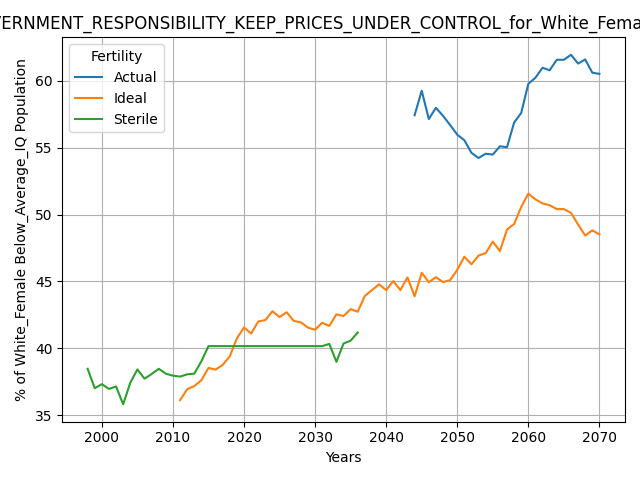 VERNMENT_RESPONSIBILITY_KEEP_PRICES_UNDER_CONTROL_for_White_Fema
Fertility
Actual
Ideal
Sterile
% of White_Female Below_Average_IQ Population
60
55
50
45
40
35
2000 2010 2020 2030 2040 2050 2060 2070
Years